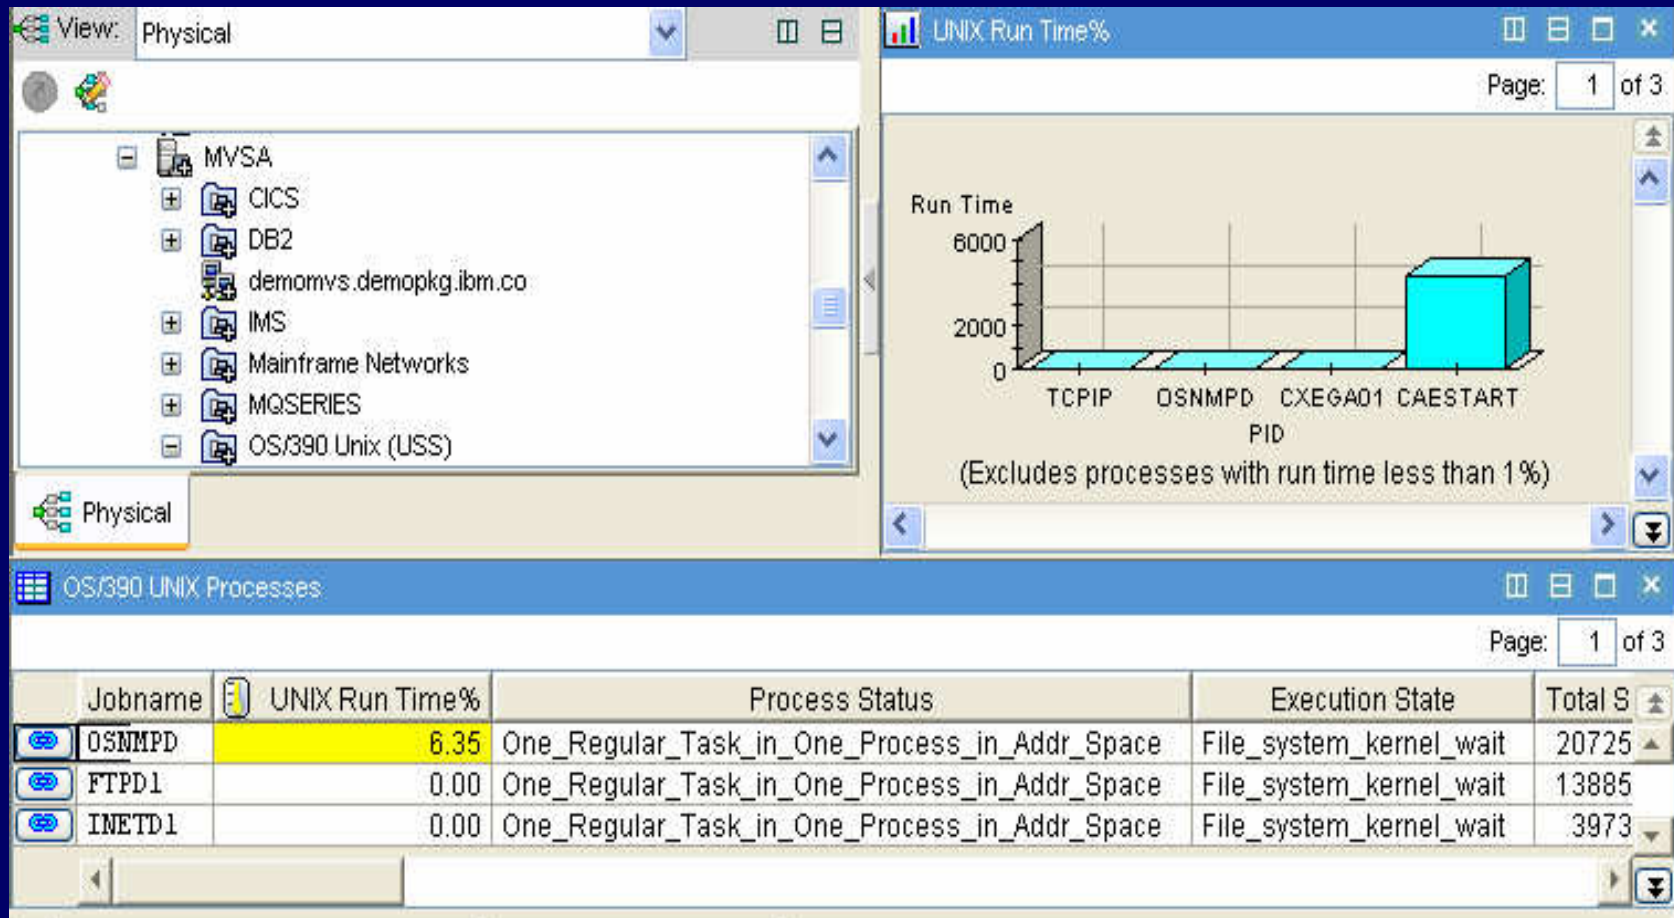 View: Physical
MVSA
CICS
DB2
demomvs.demopkg.ibm.co
IMS
Mainframe Networks
MQSERIES
OS/390 Unix (USS)
Physical
UNIX Run Time%
Page: 1 of 3
Run Time
6000
2000
0
TCPIP OSNMPD CXEGA01 CAESTART
PID
(Excludes processes with run time less than 1%)
OS/390 UNIX Processes
Page: 1 of 3
Jobname UNIX Run Time% Process Status Execution State Total S
OSNMPD 6.35 One_Regular_Task_in_One_Process_in_Addr_Space File_system_kernel_wait 20725
FTPD1 0.00 One_Regular_Task_in_One_Process_in_Addr_Space File_system_kernel_wait 13885
INETD1 0.00 One_Regular_Task_in_One_Process_in_Addr_Space File_system_kernel_wait 3973